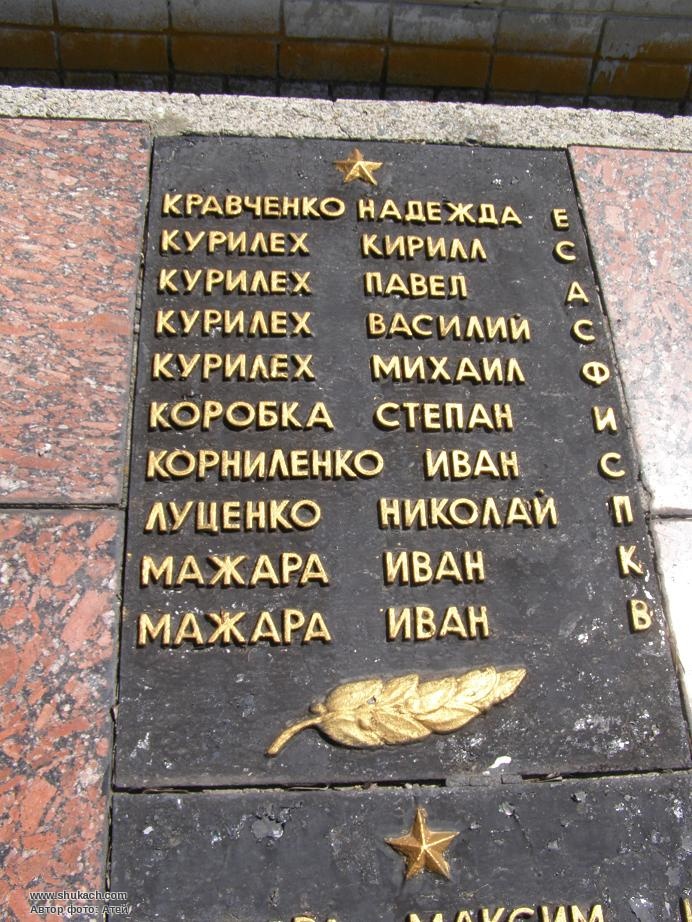 КРАВЧЕНКО НАДЕЖДА Е
КУРИЛЕХ КИРИЛЛ С
КУРИЛЕХ ПАВЕЛ А
КУРИЛЕХ ВАСИЛИЙ С
КУРИЛЕХ МИХАИЛ Ф
КОРОБКА СТЕПАН И
КОРНИЛЕНКО ИВАН С
ЛУЦЕНКО НИКОЛАЙ П
МАЖАРА ИВАН К
МАЖАРА ИВАН В
МАКСИМ
www.shukach.com
Автор фото: Атей